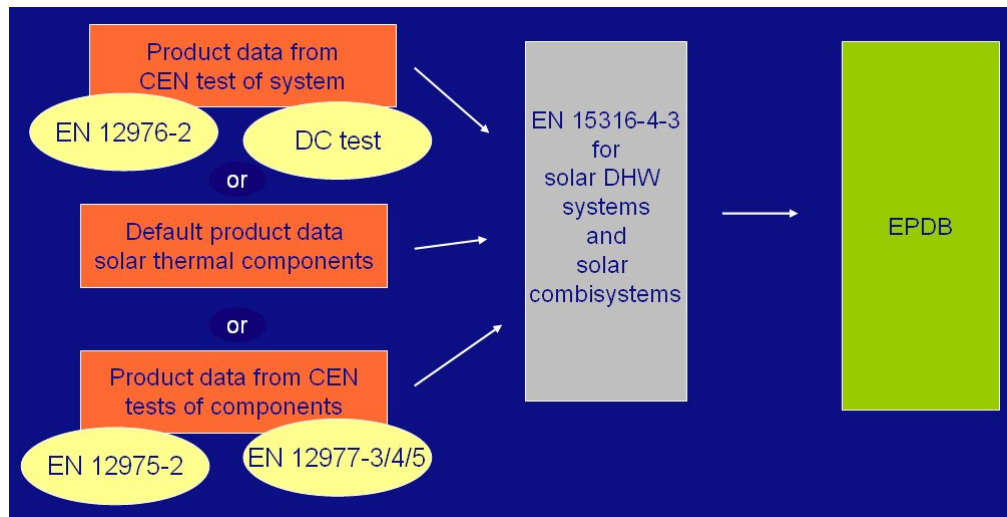 Product data from
CEN test of system
EN 12976-2
DC test
or
Default product data
solar thermal components
or
Product data from CEN
tests of components
EN 12975-2
EN 12977-3/4/5
EN 15316-4-3
for
solar DHW
systems
and
solar
combisystems
EPDB